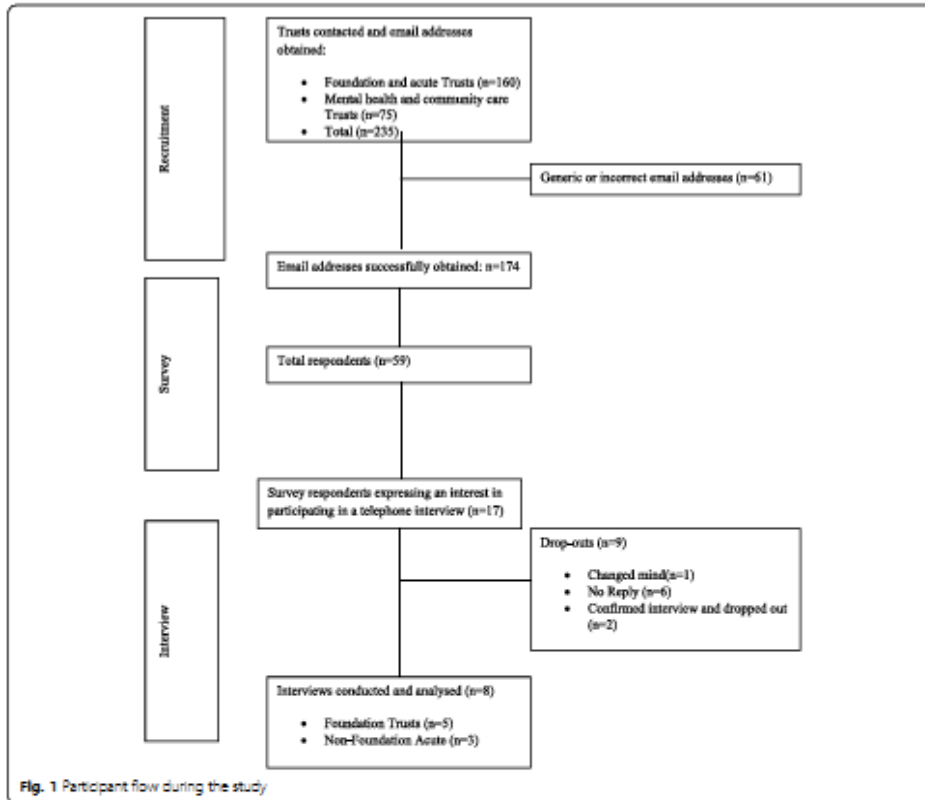 Recruitment
Trusts contacted and email addresses
obtained:
• Foundation and acute Trusts (n=160)
• Mental health and community care
Trusts (n=75)
• Total (n=235)
Generic or incorrect email addresses (n=61)
Email addresses successfully obtained: n=174
Survey
Total respondents (n=59)
Survey respondents expressing an interest in
participating in a telephone interview (n=17)
Interview
Drop-outs (n=9)
• Changed mind(n=1)
• No Reply (n=6)
• Confirmed interview and dropped out
(n=2)
Interviews conducted and analysed (n=8)
• Foundation Trusts (n=5)
• Non-Foundation Acute (n=3)
Fig. 1 Participant flow during the study